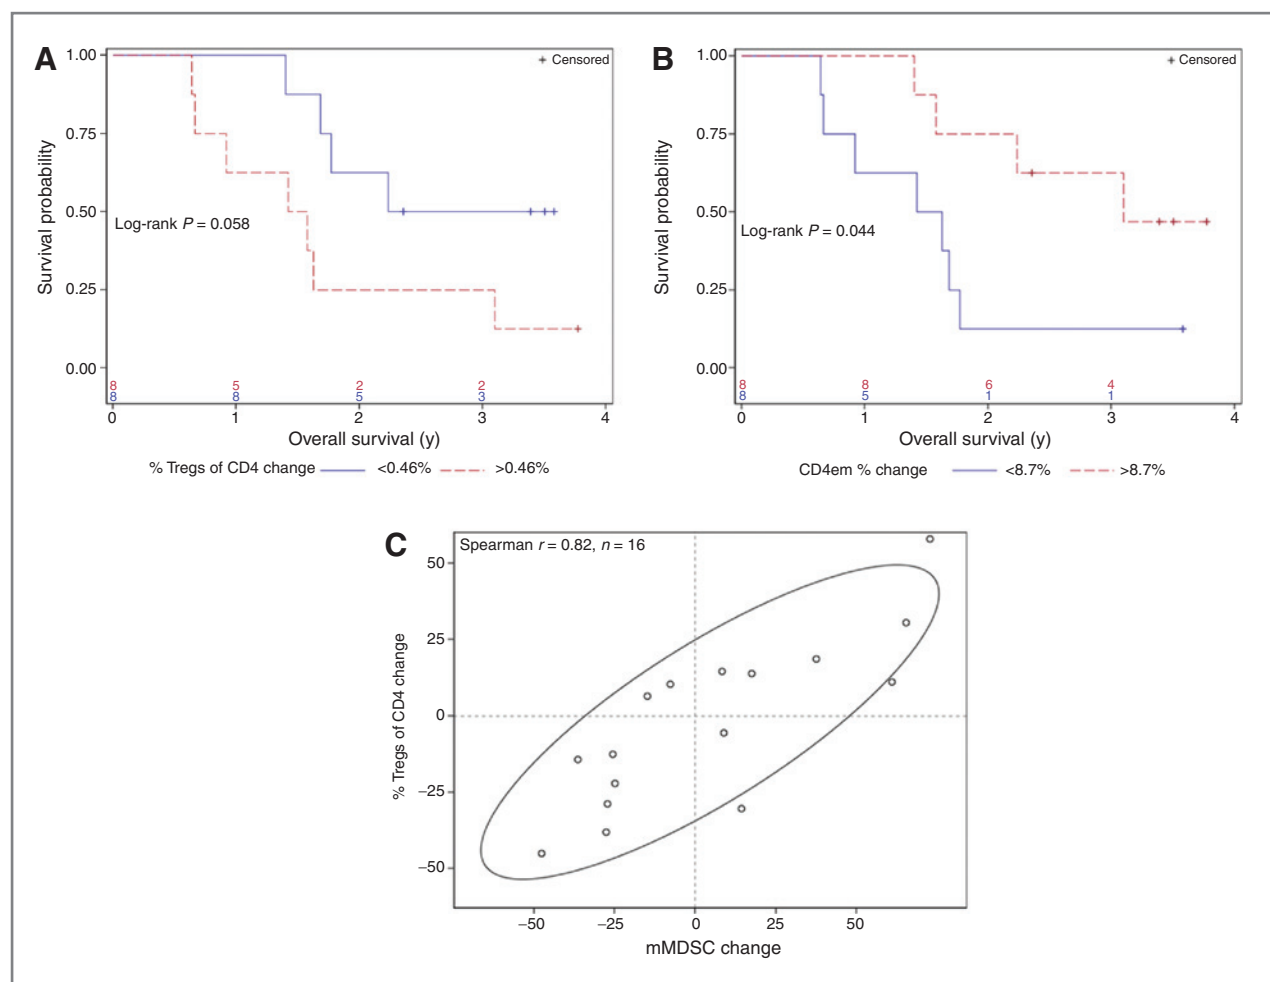 A
B
1.00
+ Censored
1.00
+ Censored
0.75
0.75
Survival probability
Survival probability
0.50
0.50
Log-rank P = 0.058
Log-rank P = 0.044
0.25
0.25
0.00
0.00
8 5 2 2
8 8 5 3
8 8 6 4
8 5 1 1
0 1 2 3 4
0 1 2 3 4
Overall survival (y)
Overall survival (y)
% Tregs of CD4 change <0.46% >0.46%
CD4em % change <8.7% >8.7%
C
Spearman r = 0.82, n = 16
50
25
% Tregs of CD4 change
0
−25
−50
−50 −25 0 25 50
mMDSC change